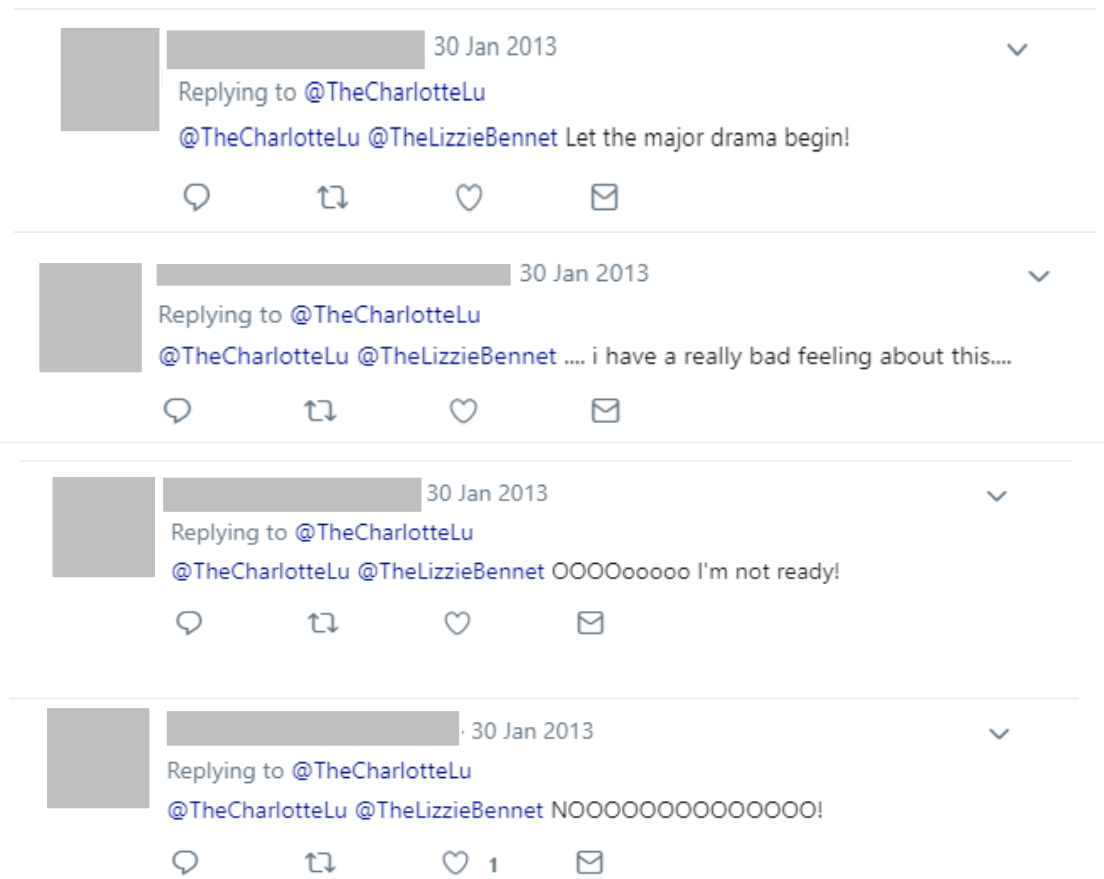 30 Jan 2013
Replying to @TheCharlotteLu
@TheCharlotteLu @TheLizzieBennet Let the major drama begin!
30 Jan 2013
Replying to @TheCharlotteLu
@TheCharlotteLu @TheLizzieBennet .... i have a really bad feeling about this....
30 Jan 2013
Replying to @TheCharlotteLu
@TheCharlotteLu @TheLizzieBennet OOOOooooo I'm not ready!
· 30 Jan 2013
Replying to @TheCharlotteLu
@TheCharlotteLu @TheLizzieBennet NOOOOOOOOOOOOOO!
1